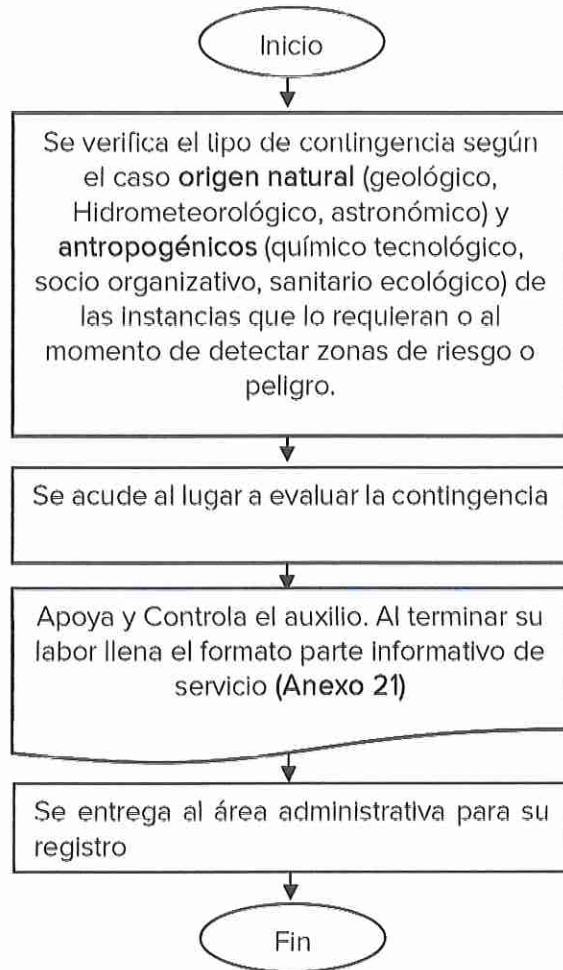 Inicio
Se verifica el tipo de contingencia según
el caso origen natural (geológico,
Hidrometeorológico, astronómico) y
antropogénicos (químico tecnológico,
socio organizativo, sanitario ecológico) de
las instancias que lo requieran o al
momento de detectar zonas de riesgo o
peligro.
Se acude al lugar a evaluar la contingencia
Apoya y Controla el auxilio. Al terminar su
labor llena el formato parte informativo de
servicio (Anexo 21)
Se entrega al área administrativa para su
registro
Fin